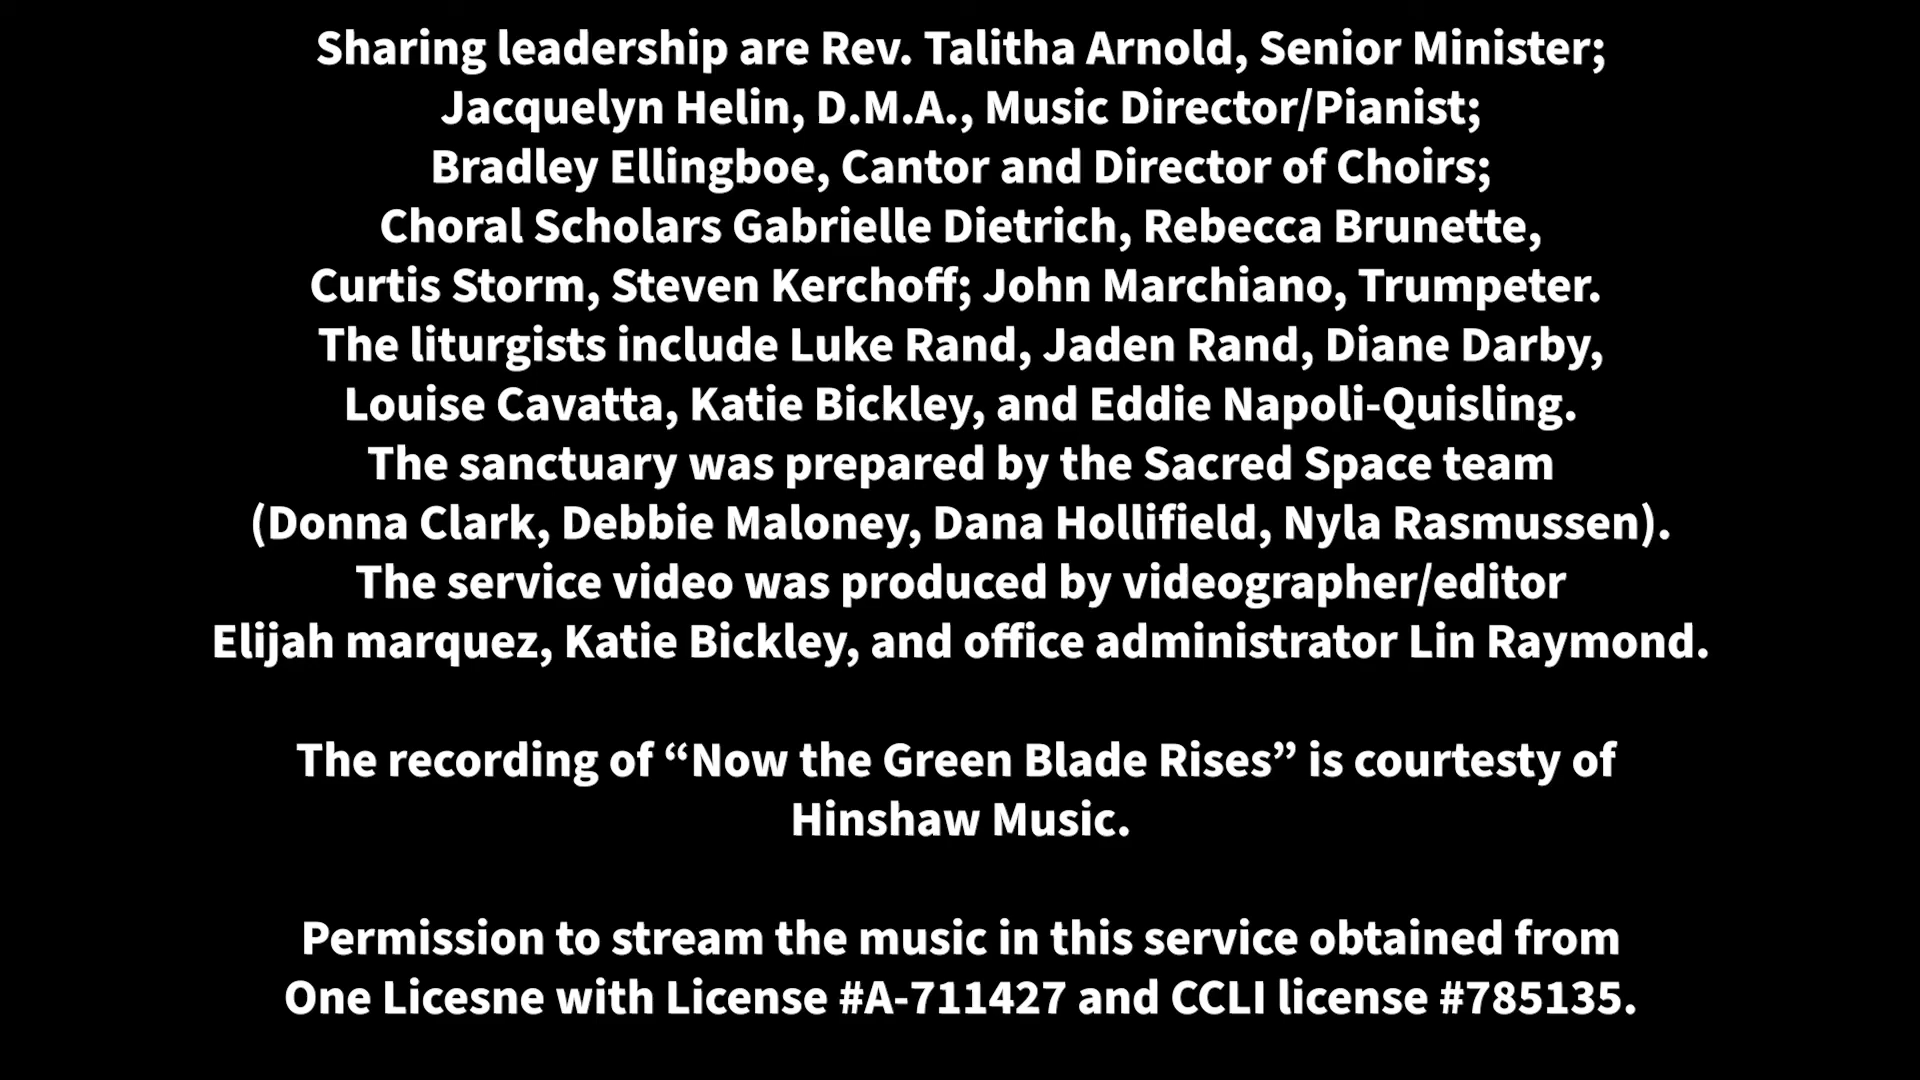 Sharing leadership are Rev. Talitha Arnold, Senior Minister;
Jacquelyn Helin, D.M.A., Music Director/Pianist;
Bradley Ellingboe, Cantor and Director of Choirs;
Choral Scholars Gabrielle Dietrich, Rebecca Brunette,
Curtis Storm, Steven Kerchoff; John Marchiano, Trumpeter.
The liturgists include Luke Rand, Jaden Rand, Diane Darby,
Louise Cavatta, Katie Bickley, and Eddie Napoli-Quisling.
The sanctuary was prepared by the Sacred Space team
(Donna Clark, Debbie Maloney, Dana Hollifield, Nyla Rasmussen).
The service video was produced by videographer/editor
Elijah marquez, Katie Bickley, and office administrator Lin Raymond.
The recording of “Now the Green Blade Rises” is courtesty of
Hinshaw Music.
Permission to stream the music in this service obtained from
One Licesne with License #A-711427 and CCLI license #785135.